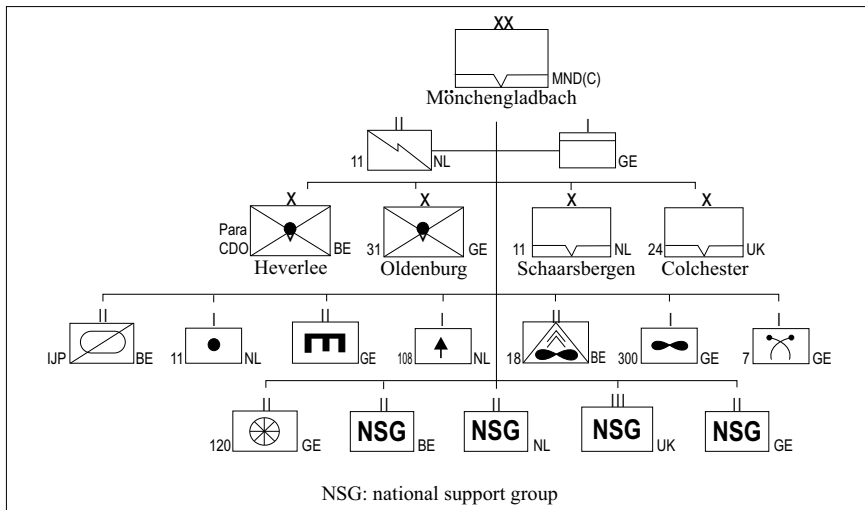 XX
MND(C)
Mönchengladbach
II
11 NL
I
GE
X X X X
Para
CDO BE
31 GE
11 NL
24 UK
Heverlee Oldenburg Schaarsbergen Colchester
II I II I II I I
IJP BE
11 NL
GE
108 NL
18 BE
300 GE
7 GE
II II II III II
120 GE
NSG BE
NSG NL
NSG UK
NSG GE
NSG: national support group